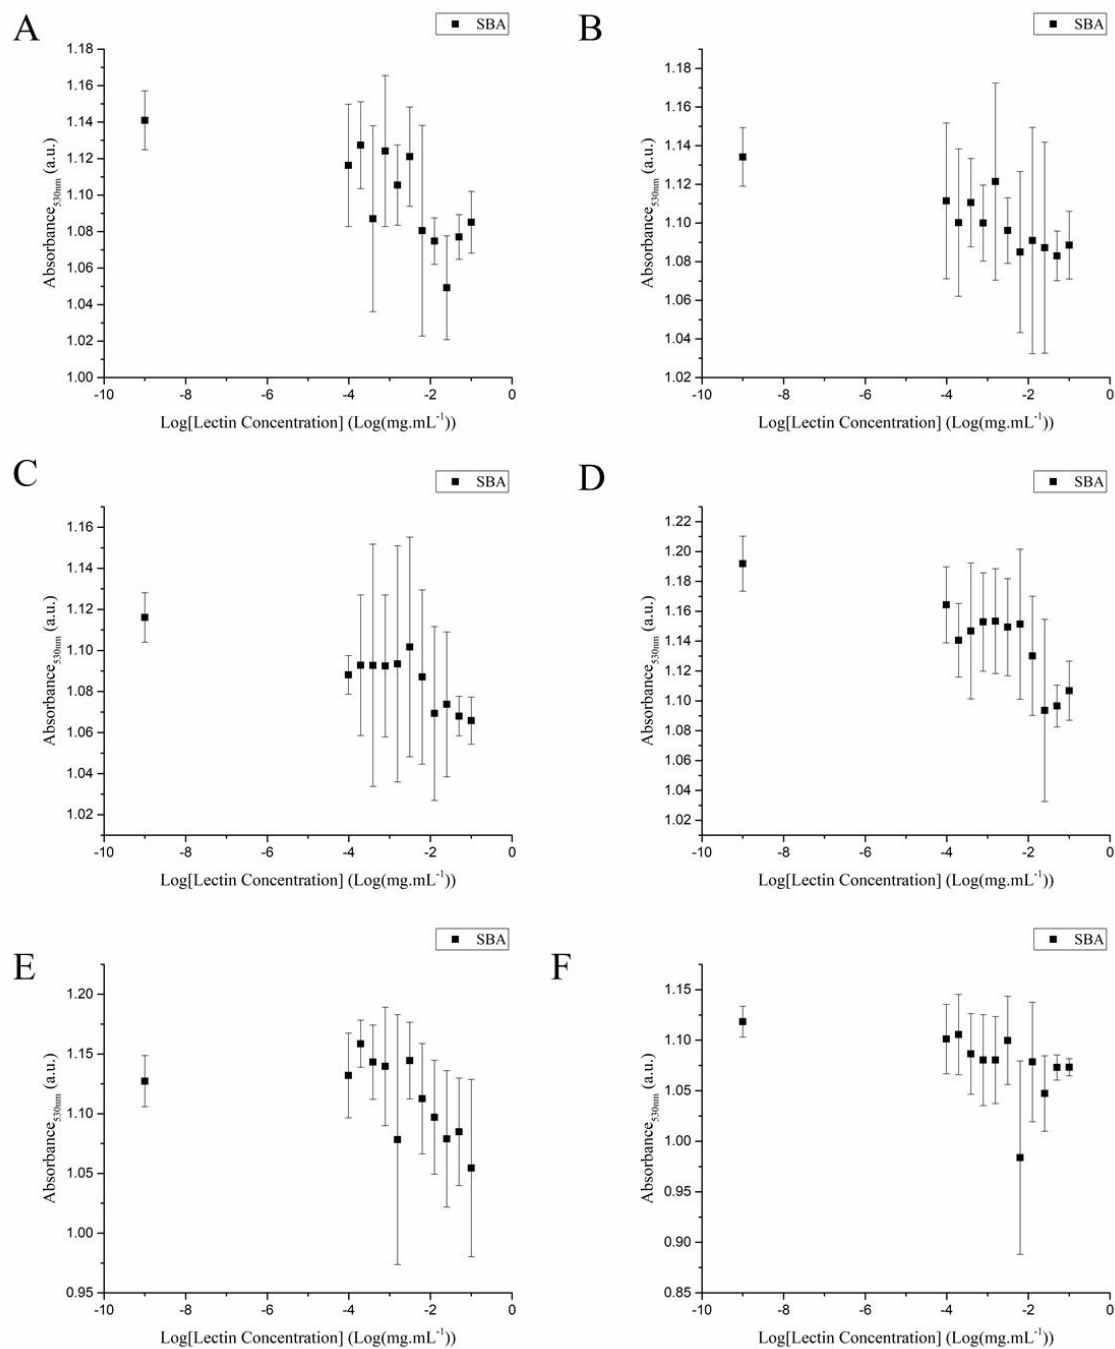 A
SBA
1.18
1.16
1.14
1.12
1.10
1.08
1.06
1.04
1.02
1.00
Absorbance530nm (a.u.)
-10 -8 -6 -4 -2 0
Log[Lectin Concentration] (Log(mg.mL-1))
B
SBA
1.18
1.16
1.14
1.12
1.10
1.08
1.06
1.04
1.02
Absorbance530nm (a.u.)
-10 -8 -6 -4 -2 0
Log[Lectin Concentration] (Log(mg.mL-1))
C
SBA
1.16
1.14
1.12
1.10
1.08
1.06
1.04
1.02
Absorbance530nm (a.u.)
-10 -8 -6 -4 -2 0
Log[Lectin Concentration] (Log(mg.mL-1))
D
SBA
1.22
1.20
1.18
1.16
1.14
1.12
1.10
1.08
1.06
1.04
1.02
Absorbance530nm (a.u.)
-10 -8 -6 -4 -2 0
Log[Lectin Concentration] (Log(mg.mL-1))
E
SBA
1.20
1.15
1.10
1.05
1.00
0.95
Absorbance530nm (a.u.)
-10 -8 -6 -4 -2 0
Log[Lectin Concentration] (Log(mg.mL-1))
F
SBA
1.15
1.10
1.05
1.00
0.95
0.90
0.85
Absorbance530nm (a.u.)
-10 -8 -6 -4 -2 0
Log[Lectin Concentration] (Log(mg.mL-1))